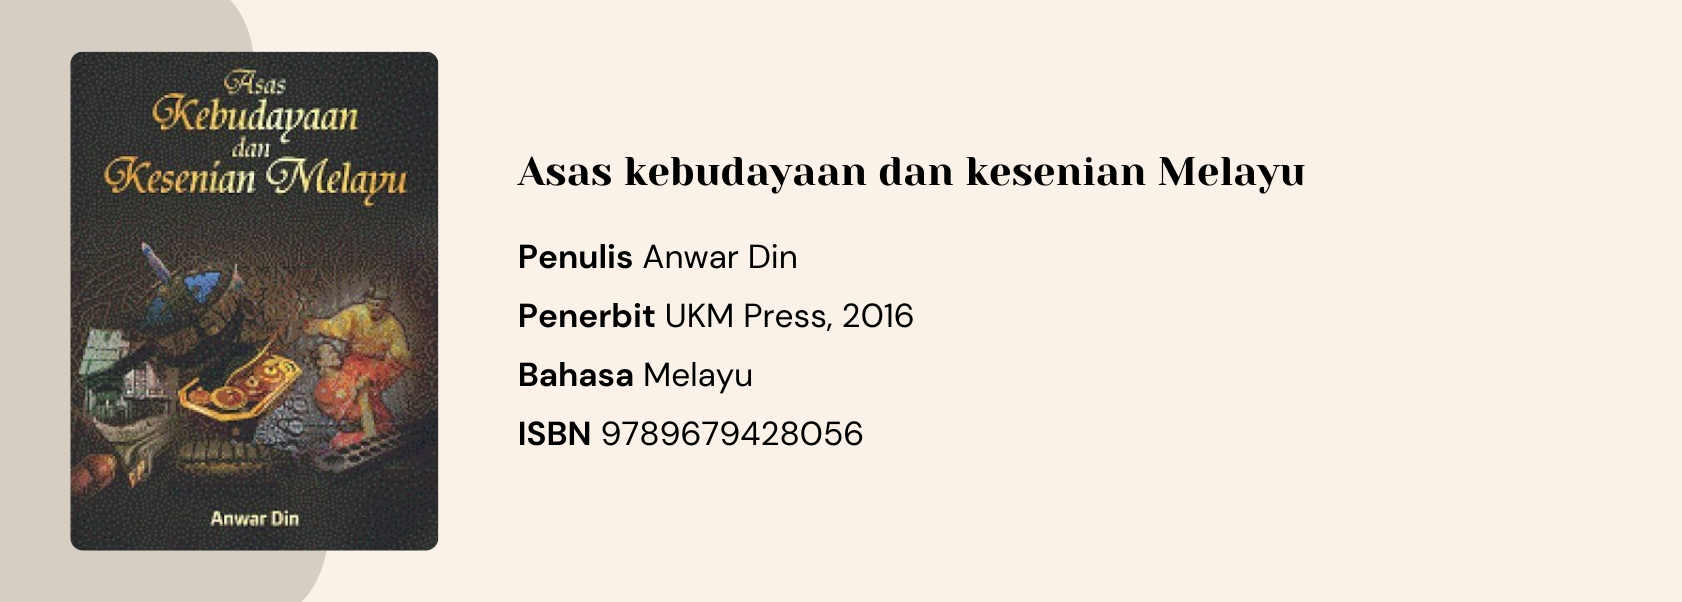 Asas
Kebudayaan
dan
Kesenian Melayu
Anwar Din
Asas kebudayaan dan kesenian Melayu
Penulis Anwar Din
Penerbit UKM Press, 2016
Bahasa Melayu
ISBN 9789679428056